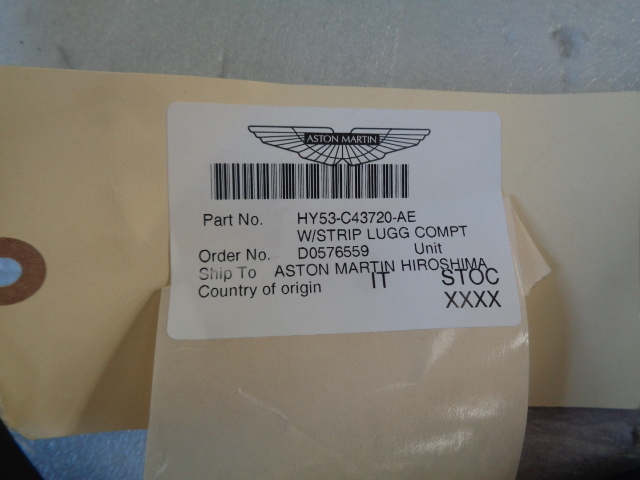 ASTON MARTIN
Part No. HY53-C43720-AE
W/STRIP LUGG COMPT
Order No. D0576559 Unit
Ship To ASTON MARTIN HIROSHIMA
IT STOC
Country of origin XXXX